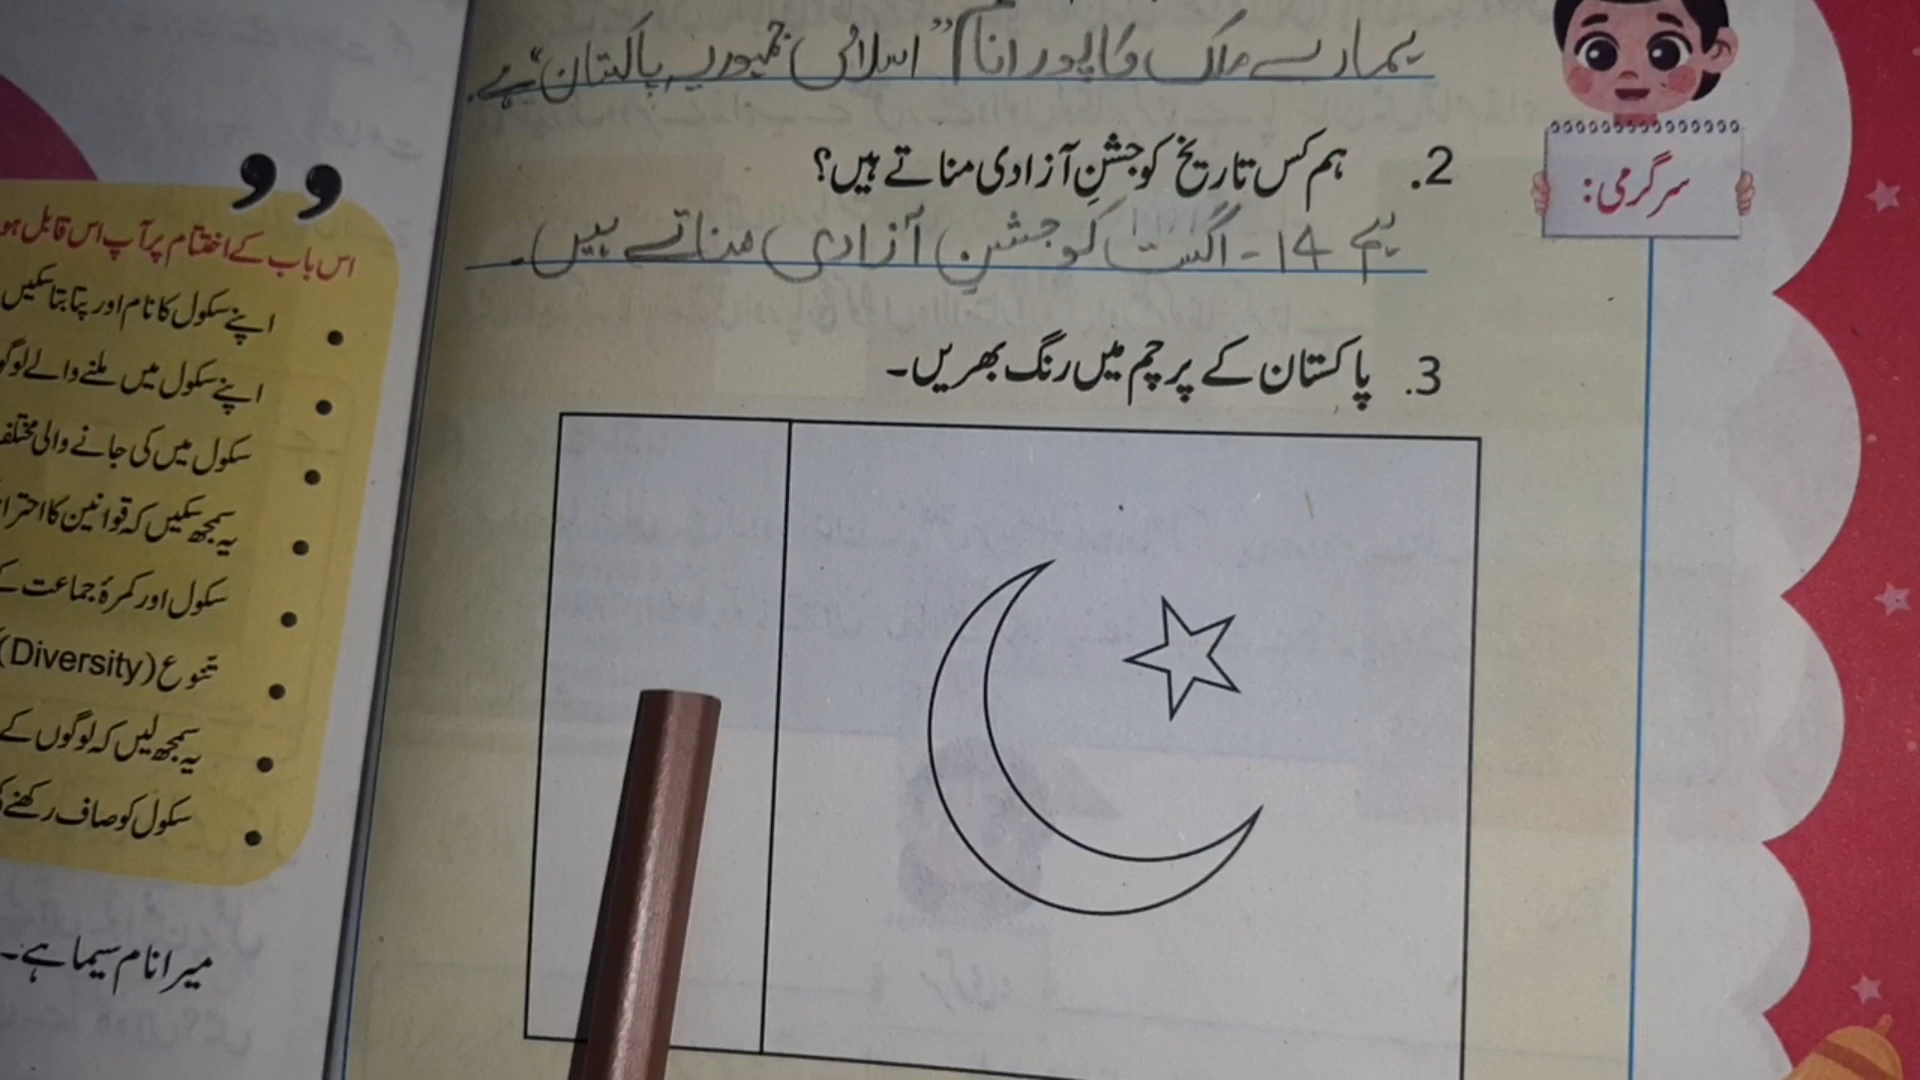 ہمارے ملک کا پورا نام "اسلامی جمہوریہ پاکستان" ہے۔
سرگرمی:
2. ہم کس تاریخ کو جشنِ آزادی مناتے ہیں؟
ہم 14 - اگست کو جشنِ آزادی مناتے ہیں۔
3. پاکستان کے پرچم میں رنگ بھریں۔
اس باب کے اختتام پر آپ اس قابل ہو
• اپنے سکول کا نام اور پتا بتا سکیں
• اپنے سکول میں ملنے والے
• سکول میں کی جانے والی
• یہ سمجھ سکیں کہ قوانین کا
• سکول اور کمرۂ جماعت
• تنوع (Diversity)
• یہ سمجھ لیں کہ لوگوں کے
• سکول کو صاف رکھنے
میرا نام سیما ہے۔